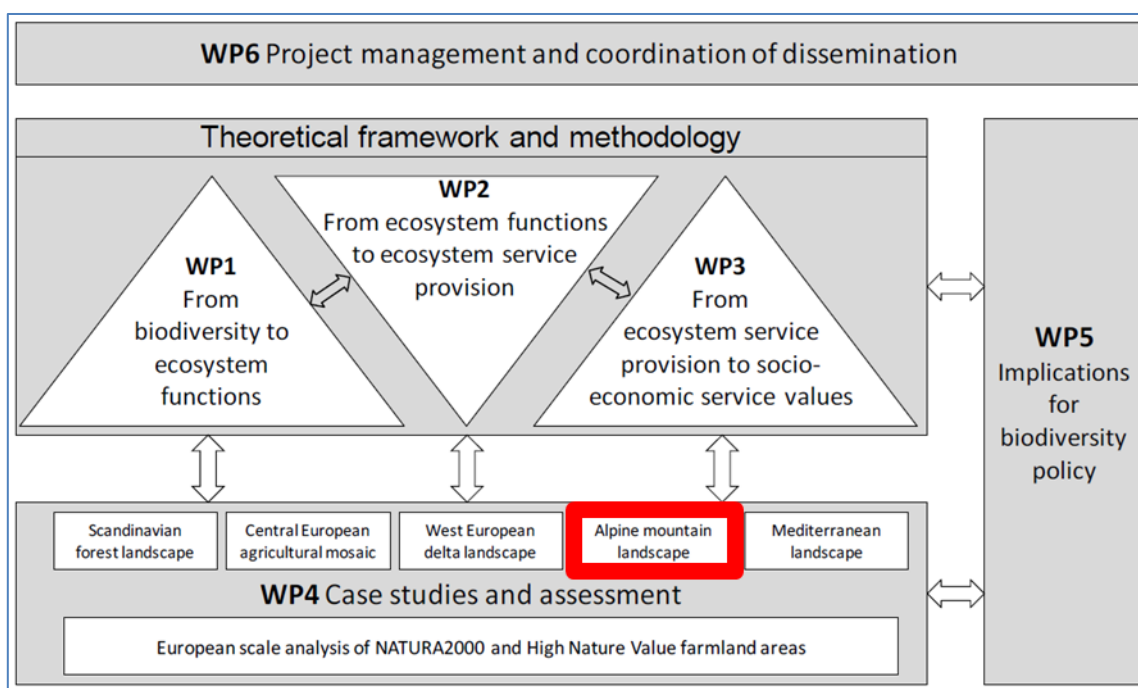 WP6 Project management and coordination of dissemination
Theoretical framework and methodology
WP1
From
biodiversity to
ecosystem
functions
WP2
From ecosystem functions
to ecosystem service
provision
WP3
From
ecosystem service
provision to socio-
economic service values
WP5
Implications
for
biodiversity
policy
Scandinavian
forest landscape
Central European
agricultural mosaic
West European
delta landscape
Alpine mountain
landscape
Mediterranean
landscape
WP4 Case studies and assessment
European scale analysis of NATURA2000 and High Nature Value farmland areas